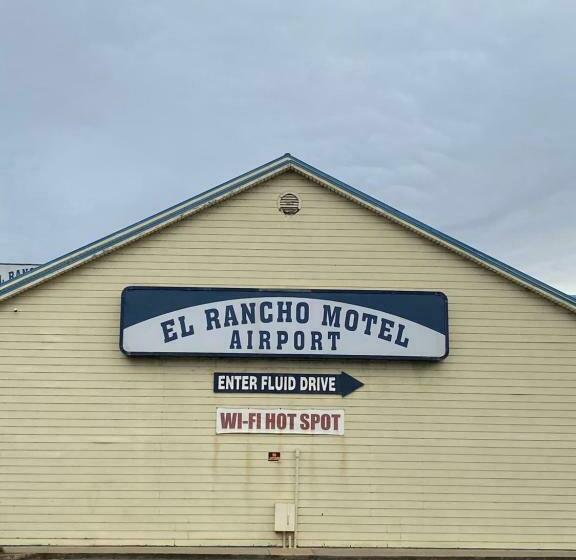 EL RANCHO MOTEL
AIRPORT
ENTER FLUID DRIVE
WI-FI HOT SPOT